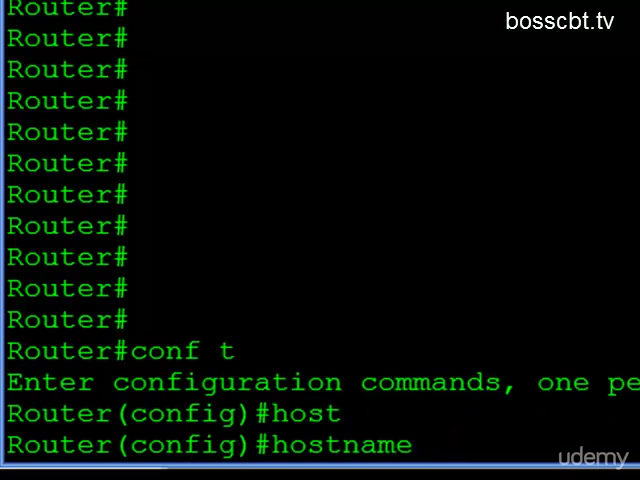 bosscbt.tv
Router#
Router#
Router#
Router#
Router#
Router#
Router#
Router#
Router#
Router#
Router#
Router#conf t
Enter configuration commands, one pe
Router(config)#host
Router(config)#hostname
udemy